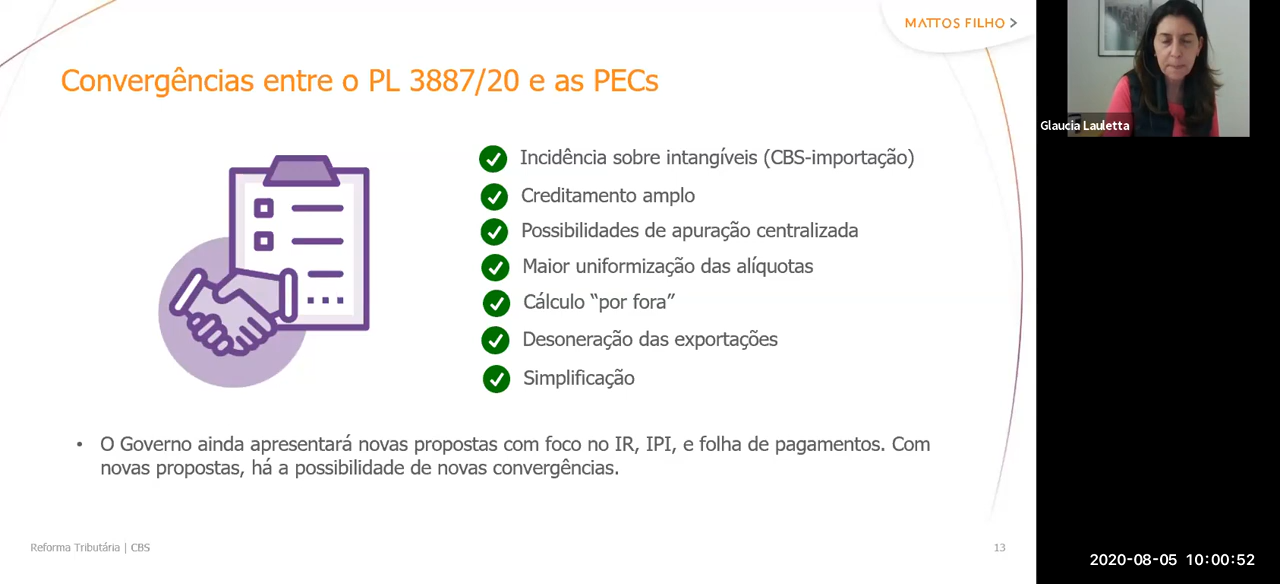 MATTOS FILHO >
Convergências entre o PL 3887/20 e as PECs
Incidência sobre intangíveis (CBS-importação)
Creditamento amplo
Possibilidades de apuração centralizada
Maior uniformização das alíquotas
Cálculo “por fora”
Desoneração das exportações
Simplificação
• O Governo ainda apresentará novas propostas com foco no IR, IPI, e folha de pagamentos. Com
novas propostas, há a possibilidade de novas convergências.
Reforma Tributária | CBS
13
Glaucia Lauletta
2020-08-05 10:00:52